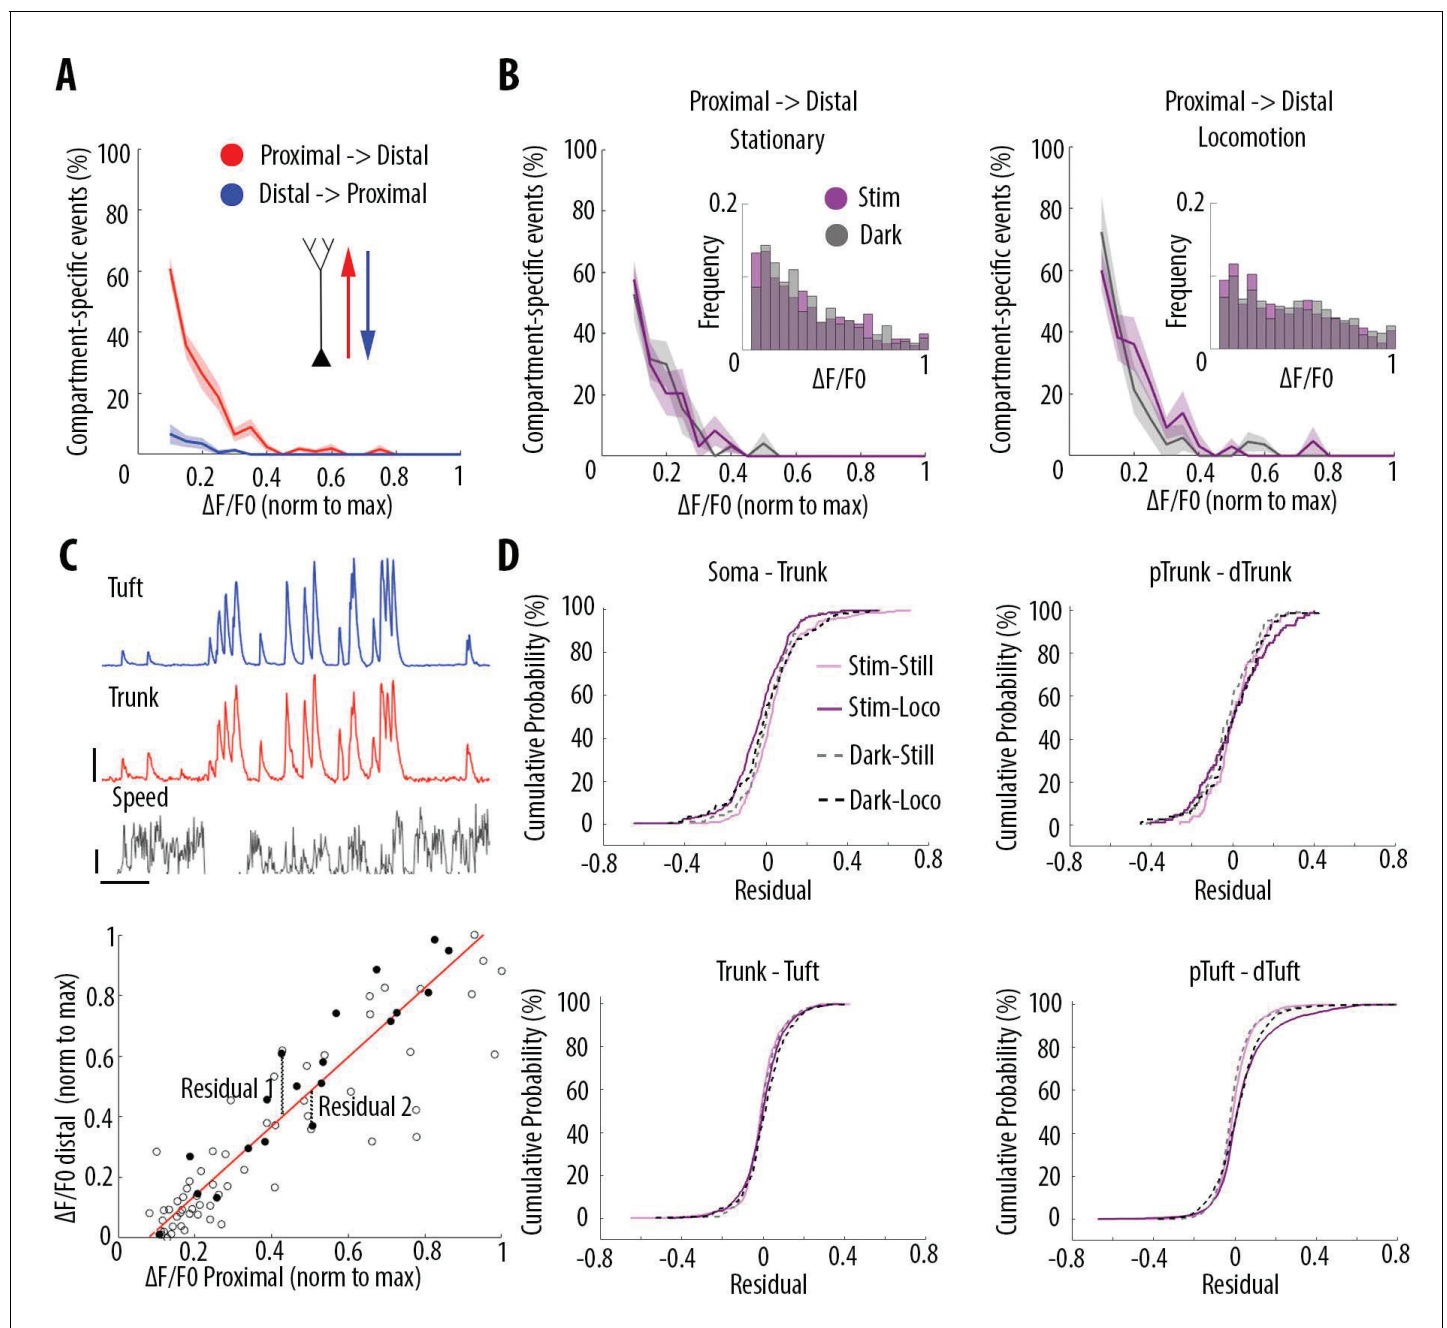 A
Compartment-specific events (%)
100
80
60
40
20
0
0.2
0.4
0.6
0.8
1
ΔF/F0 (norm to max)
Proximal -> Distal
Distal -> Proximal
B
Proximal -> Distal
Stationary
Compartment-specific events (%)
100
80
60
40
20
0
0.2
0.4
0.6
0.8
1
ΔF/F0 (norm to max)
Stim
Dark
0.2
Frequency
0
1
ΔF/F0
Proximal -> Distal
Locomotion
Compartment-specific events (%)
100
80
60
40
20
0
0.2
0.4
0.6
0.8
1
ΔF/F0 (norm to max)
0.2
Frequency
0
1
ΔF/F0
C
Tuft
Trunk
Speed
ΔF/F0 distal (norm to max)
1
0.8
0.6
0.4
0.2
0
0
0.2
0.4
0.6
0.8
1
ΔF/F0 Proximal (norm to max)
Residual 1
Residual 2
D
Soma - Trunk
Cumulative Probability (%)
100
80
60
40
20
0
-0.8
-0.4
0
0.4
0.8
Residual
Stim-Still
Stim-Loco
Dark-Still
Dark-Loco
pTrunk - dTrunk
Cumulative Probability (%)
100
80
60
40
20
0
-0.8
-0.4
0
0.4
0.8
Residual
Trunk - Tuft
Cumulative Probability (%)
100
80
60
40
20
0
-0.8
-0.4
0
0.4
0.8
Residual
pTuft - dTuft
Cumulative Probability (%)
100
80
60
40
20
0
-0.8
-0.4
0
0.4
0.8
Residual